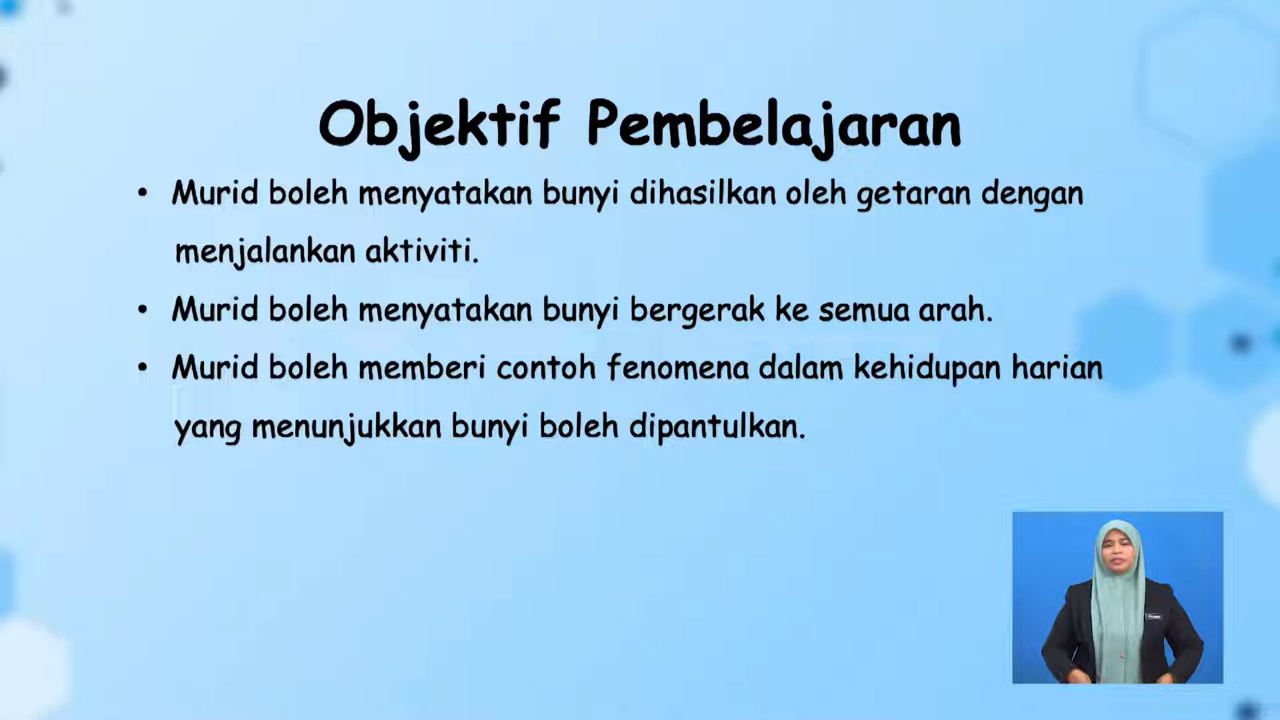 Objektif Pembelajaran
• Murid boleh menyatakan bunyi dihasilkan oleh getaran dengan
menjalankan aktiviti.
• Murid boleh menyatakan bunyi bergerak ke semua arah.
• Murid boleh memberi contoh fenomena dalam kehidupan harian
yang menunjukkan bunyi boleh dipantulkan.